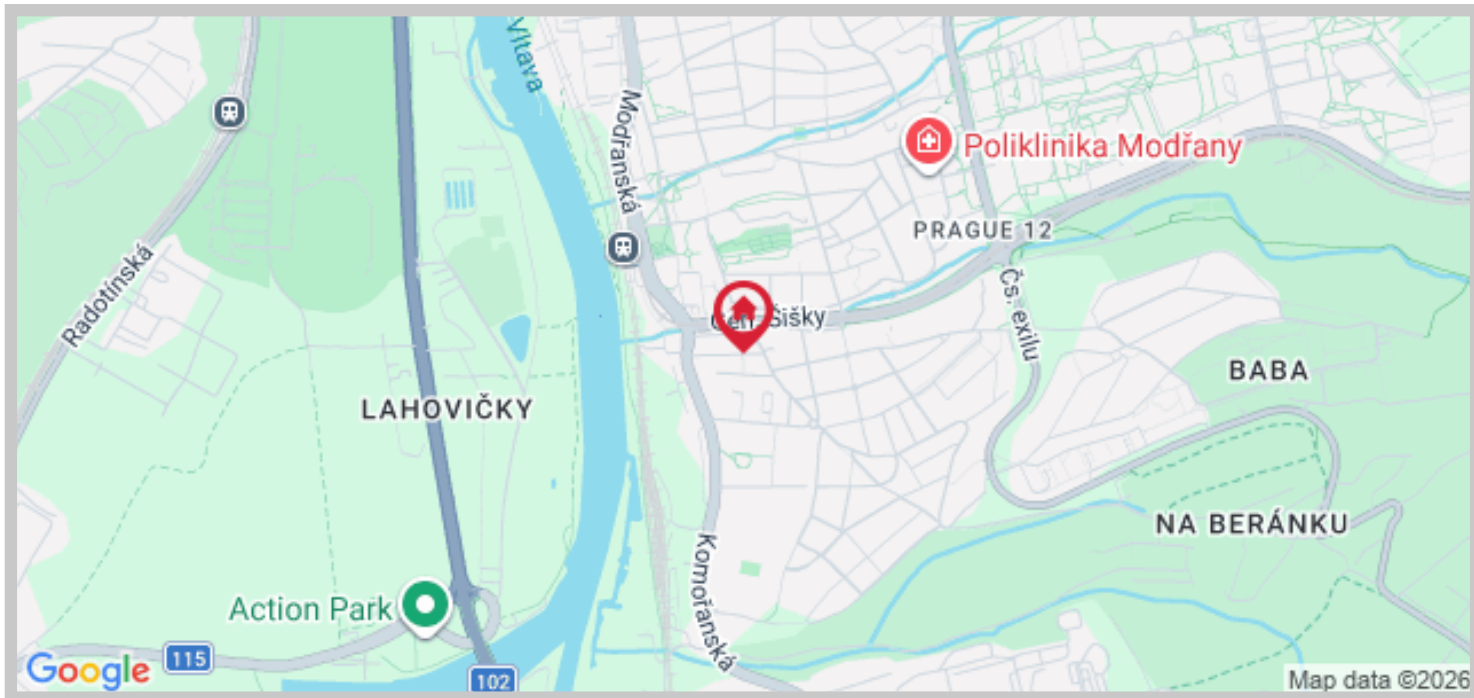 Vltava
Modřanská
Poliklinika Modřany
PRAGUE 12
Radotínská
Gen. Šišky
Čs. exilu
BABA
LAHOVIČKY
NA BERÁNKU
Komořanská
Action Park
Google
115
102
Map data ©2026